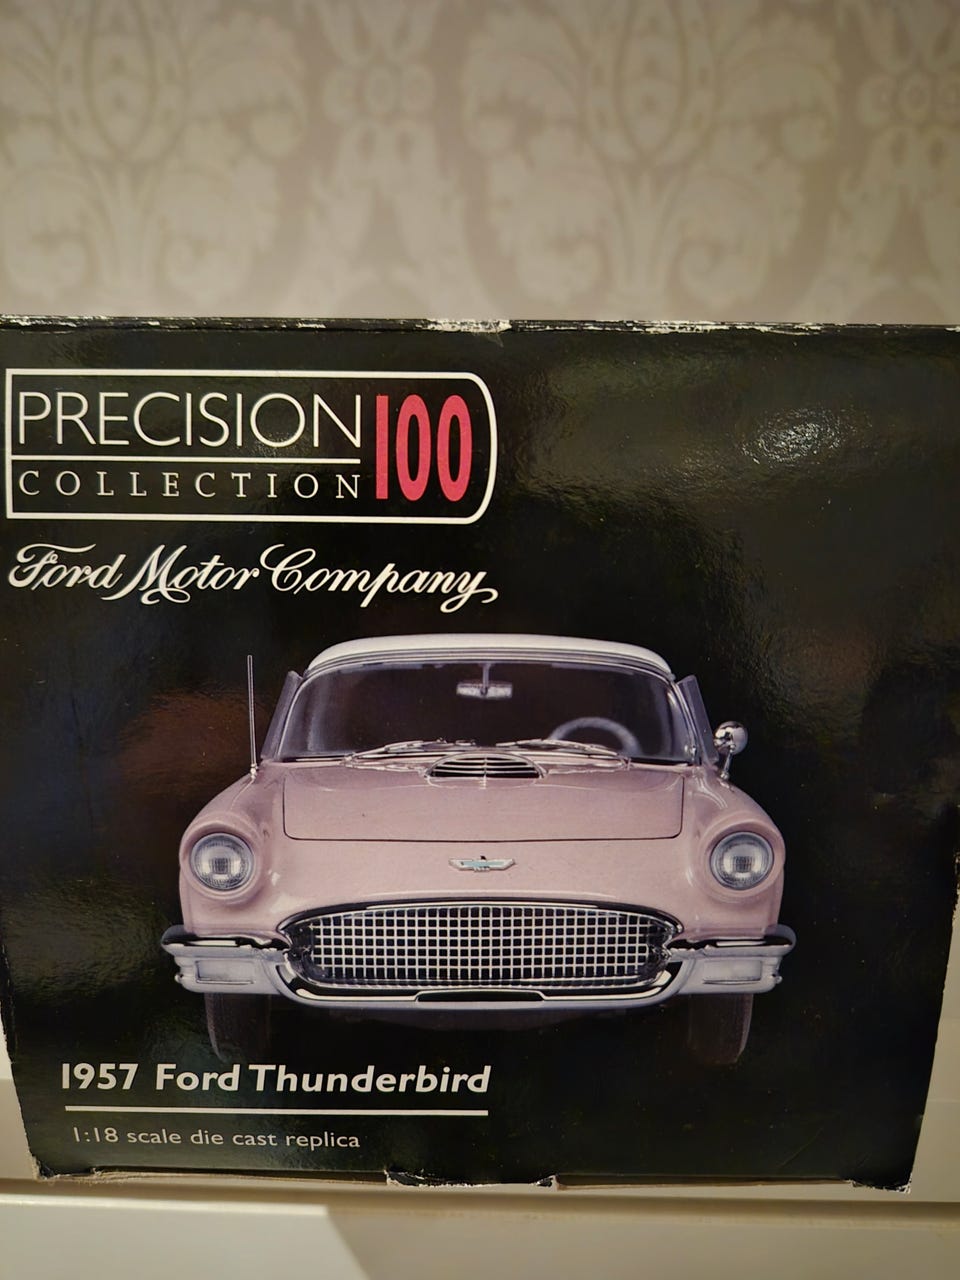 PRECISION
COLLECTION
100
Ford Motor Company
1957 Ford Thunderbird
1:18 scale die cast replica